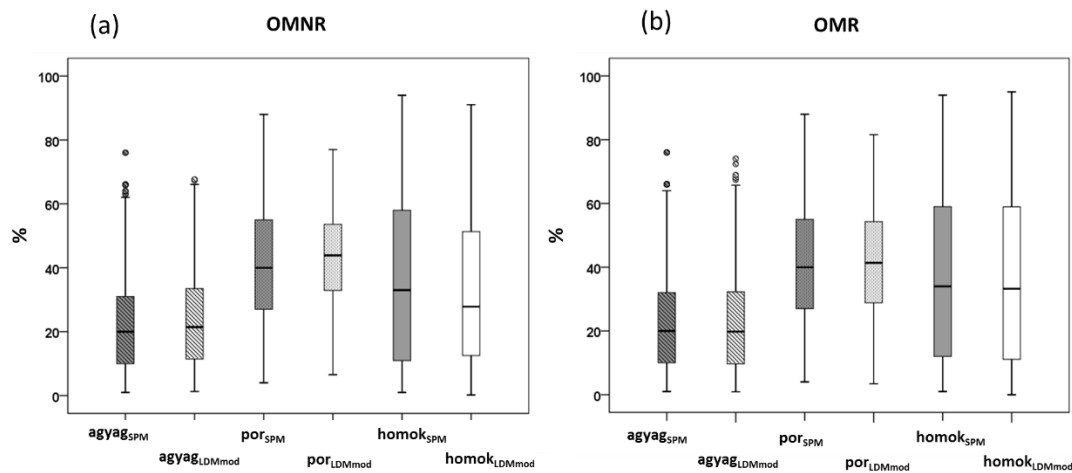 (a) OMNR
100
80
60
40
20
0
%
agyagSPM porSPM homokSPM
agyagLDMmod porLDMmod homokLDMmod
(b) OMR
100
80
60
40
20
0
%
agyagSPM porSPM homokSPM
agyagLDMmod porLDMmod homokLDMmod